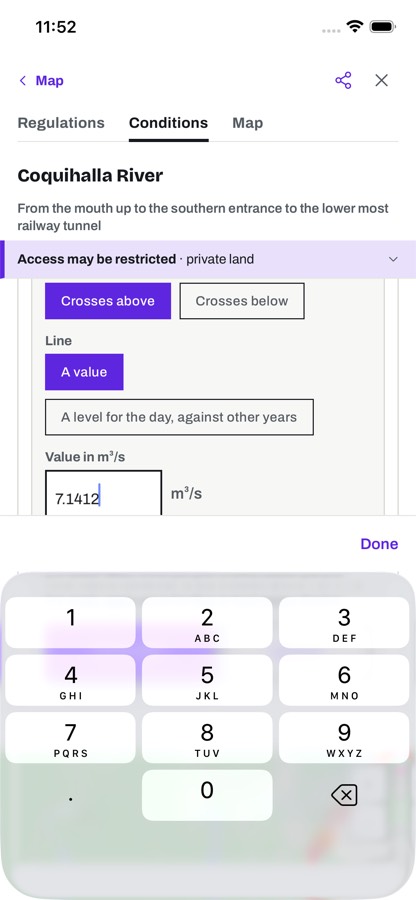 11:52
Map
Regulations Conditions Map
Coquihalla River
From the mouth up to the southern entrance to the lower most
railway tunnel
Access may be restricted · private land
Crosses above Crosses below
Line
A value
A level for the day, against other years
Value in m³/s
7.1412 m³/s
Done
1 2 3
ABC DEF
4 5 6
GHI JKL MNO
7 8 9
PQRS TUV WXYZ
. 0